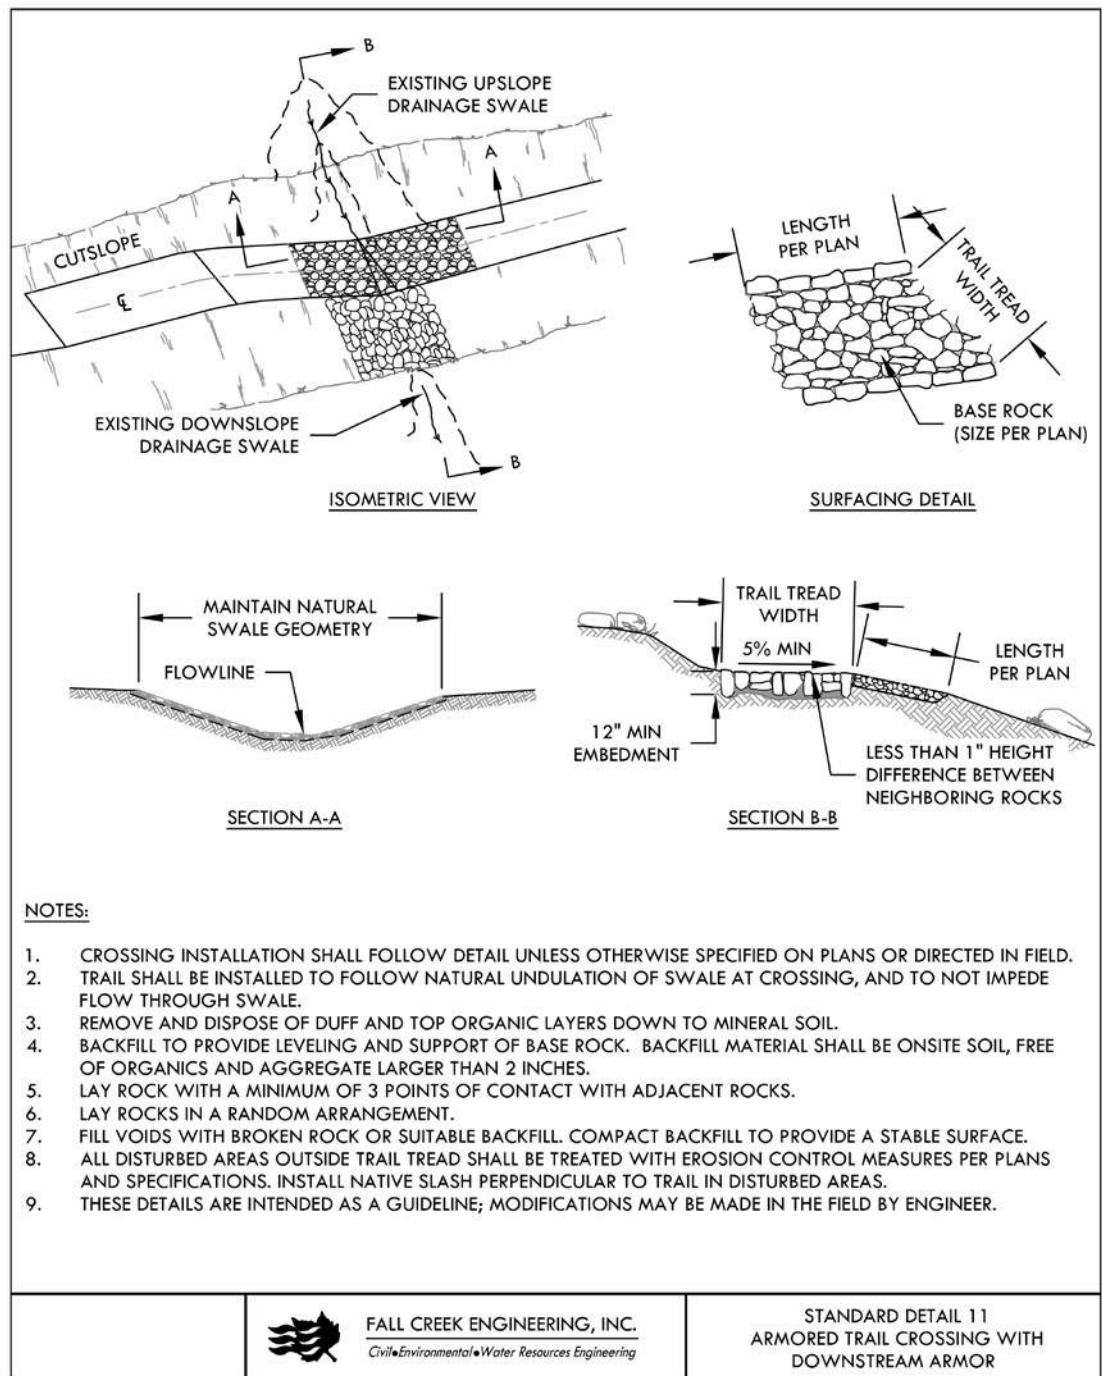 B
EXISTING UPSLOPE
DRAINAGE SWALE
A
A
CUTSLOPE
℄
EXISTING DOWNSLOPE
DRAINAGE SWALE
B
ISOMETRIC VIEW
LENGTH
PER PLAN
TRAIL TREAD
WIDTH
BASE ROCK
(SIZE PER PLAN)
SURFACING DETAIL
MAINTAIN NATURAL
SWALE GEOMETRY
FLOWLINE
SECTION A-A
TRAIL TREAD
WIDTH
5% MIN
LENGTH
PER PLAN
12" MIN
EMBEDMENT
LESS THAN 1" HEIGHT
DIFFERENCE BETWEEN
NEIGHBORING ROCKS
SECTION B-B
NOTES:
1. CROSSING INSTALLATION SHALL FOLLOW DETAIL UNLESS OTHERWISE SPECIFIED ON PLANS OR DIRECTED IN FIELD.
2. TRAIL SHALL BE INSTALLED TO FOLLOW NATURAL UNDULATION OF SWALE AT CROSSING, AND TO NOT IMPEDE
FLOW THROUGH SWALE.
3. REMOVE AND DISPOSE OF DUFF AND TOP ORGANIC LAYERS DOWN TO MINERAL SOIL.
4. BACKFILL TO PROVIDE LEVELING AND SUPPORT OF BASE ROCK. BACKFILL MATERIAL SHALL BE ONSITE SOIL, FREE
OF ORGANICS AND AGGREGATE LARGER THAN 2 INCHES.
5. LAY ROCK WITH A MINIMUM OF 3 POINTS OF CONTACT WITH ADJACENT ROCKS.
6. LAY ROCKS IN A RANDOM ARRANGEMENT.
7. FILL VOIDS WITH BROKEN ROCK OR SUITABLE BACKFILL. COMPACT BACKFILL TO PROVIDE A STABLE SURFACE.
8. ALL DISTURBED AREAS OUTSIDE TRAIL TREAD SHALL BE TREATED WITH EROSION CONTROL MEASURES PER PLANS
AND SPECIFICATIONS. INSTALL NATIVE SLASH PERPENDICULAR TO TRAIL IN DISTURBED AREAS.
9. THESE DETAILS ARE INTENDED AS A GUIDELINE; MODIFICATIONS MAY BE MADE IN THE FIELD BY ENGINEER.
FALL CREEK ENGINEERING, INC.
Civil•Environmental•Water Resources Engineering
STANDARD DETAIL 11
ARMORED TRAIL CROSSING WITH
DOWNSTREAM ARMOR